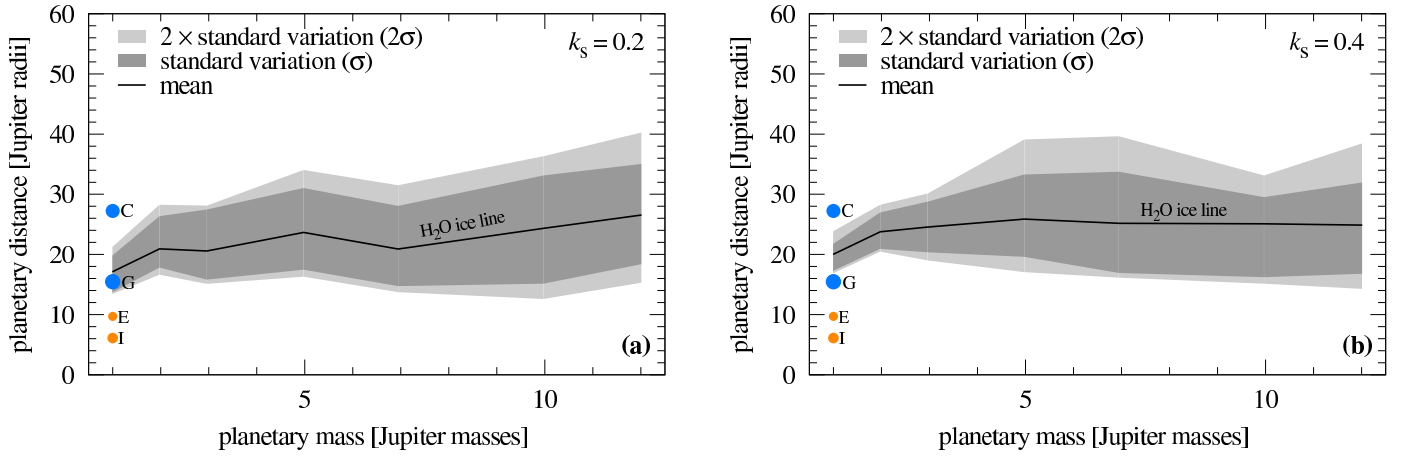 60
50
40
30
20
10
0
planetary distance [Jupiter radii]
2 × standard variation (2σ)
standard variation (σ)
mean
kS = 0.2
H2O ice line
C
G
E
I
(a)
5
10
planetary mass [Jupiter masses]
60
50
40
30
20
10
0
planetary distance [Jupiter radii]
2 × standard variation (2σ)
standard variation (σ)
mean
kS = 0.4
H2O ice line
C
G
E
I
(b)
5
10
planetary mass [Jupiter masses]